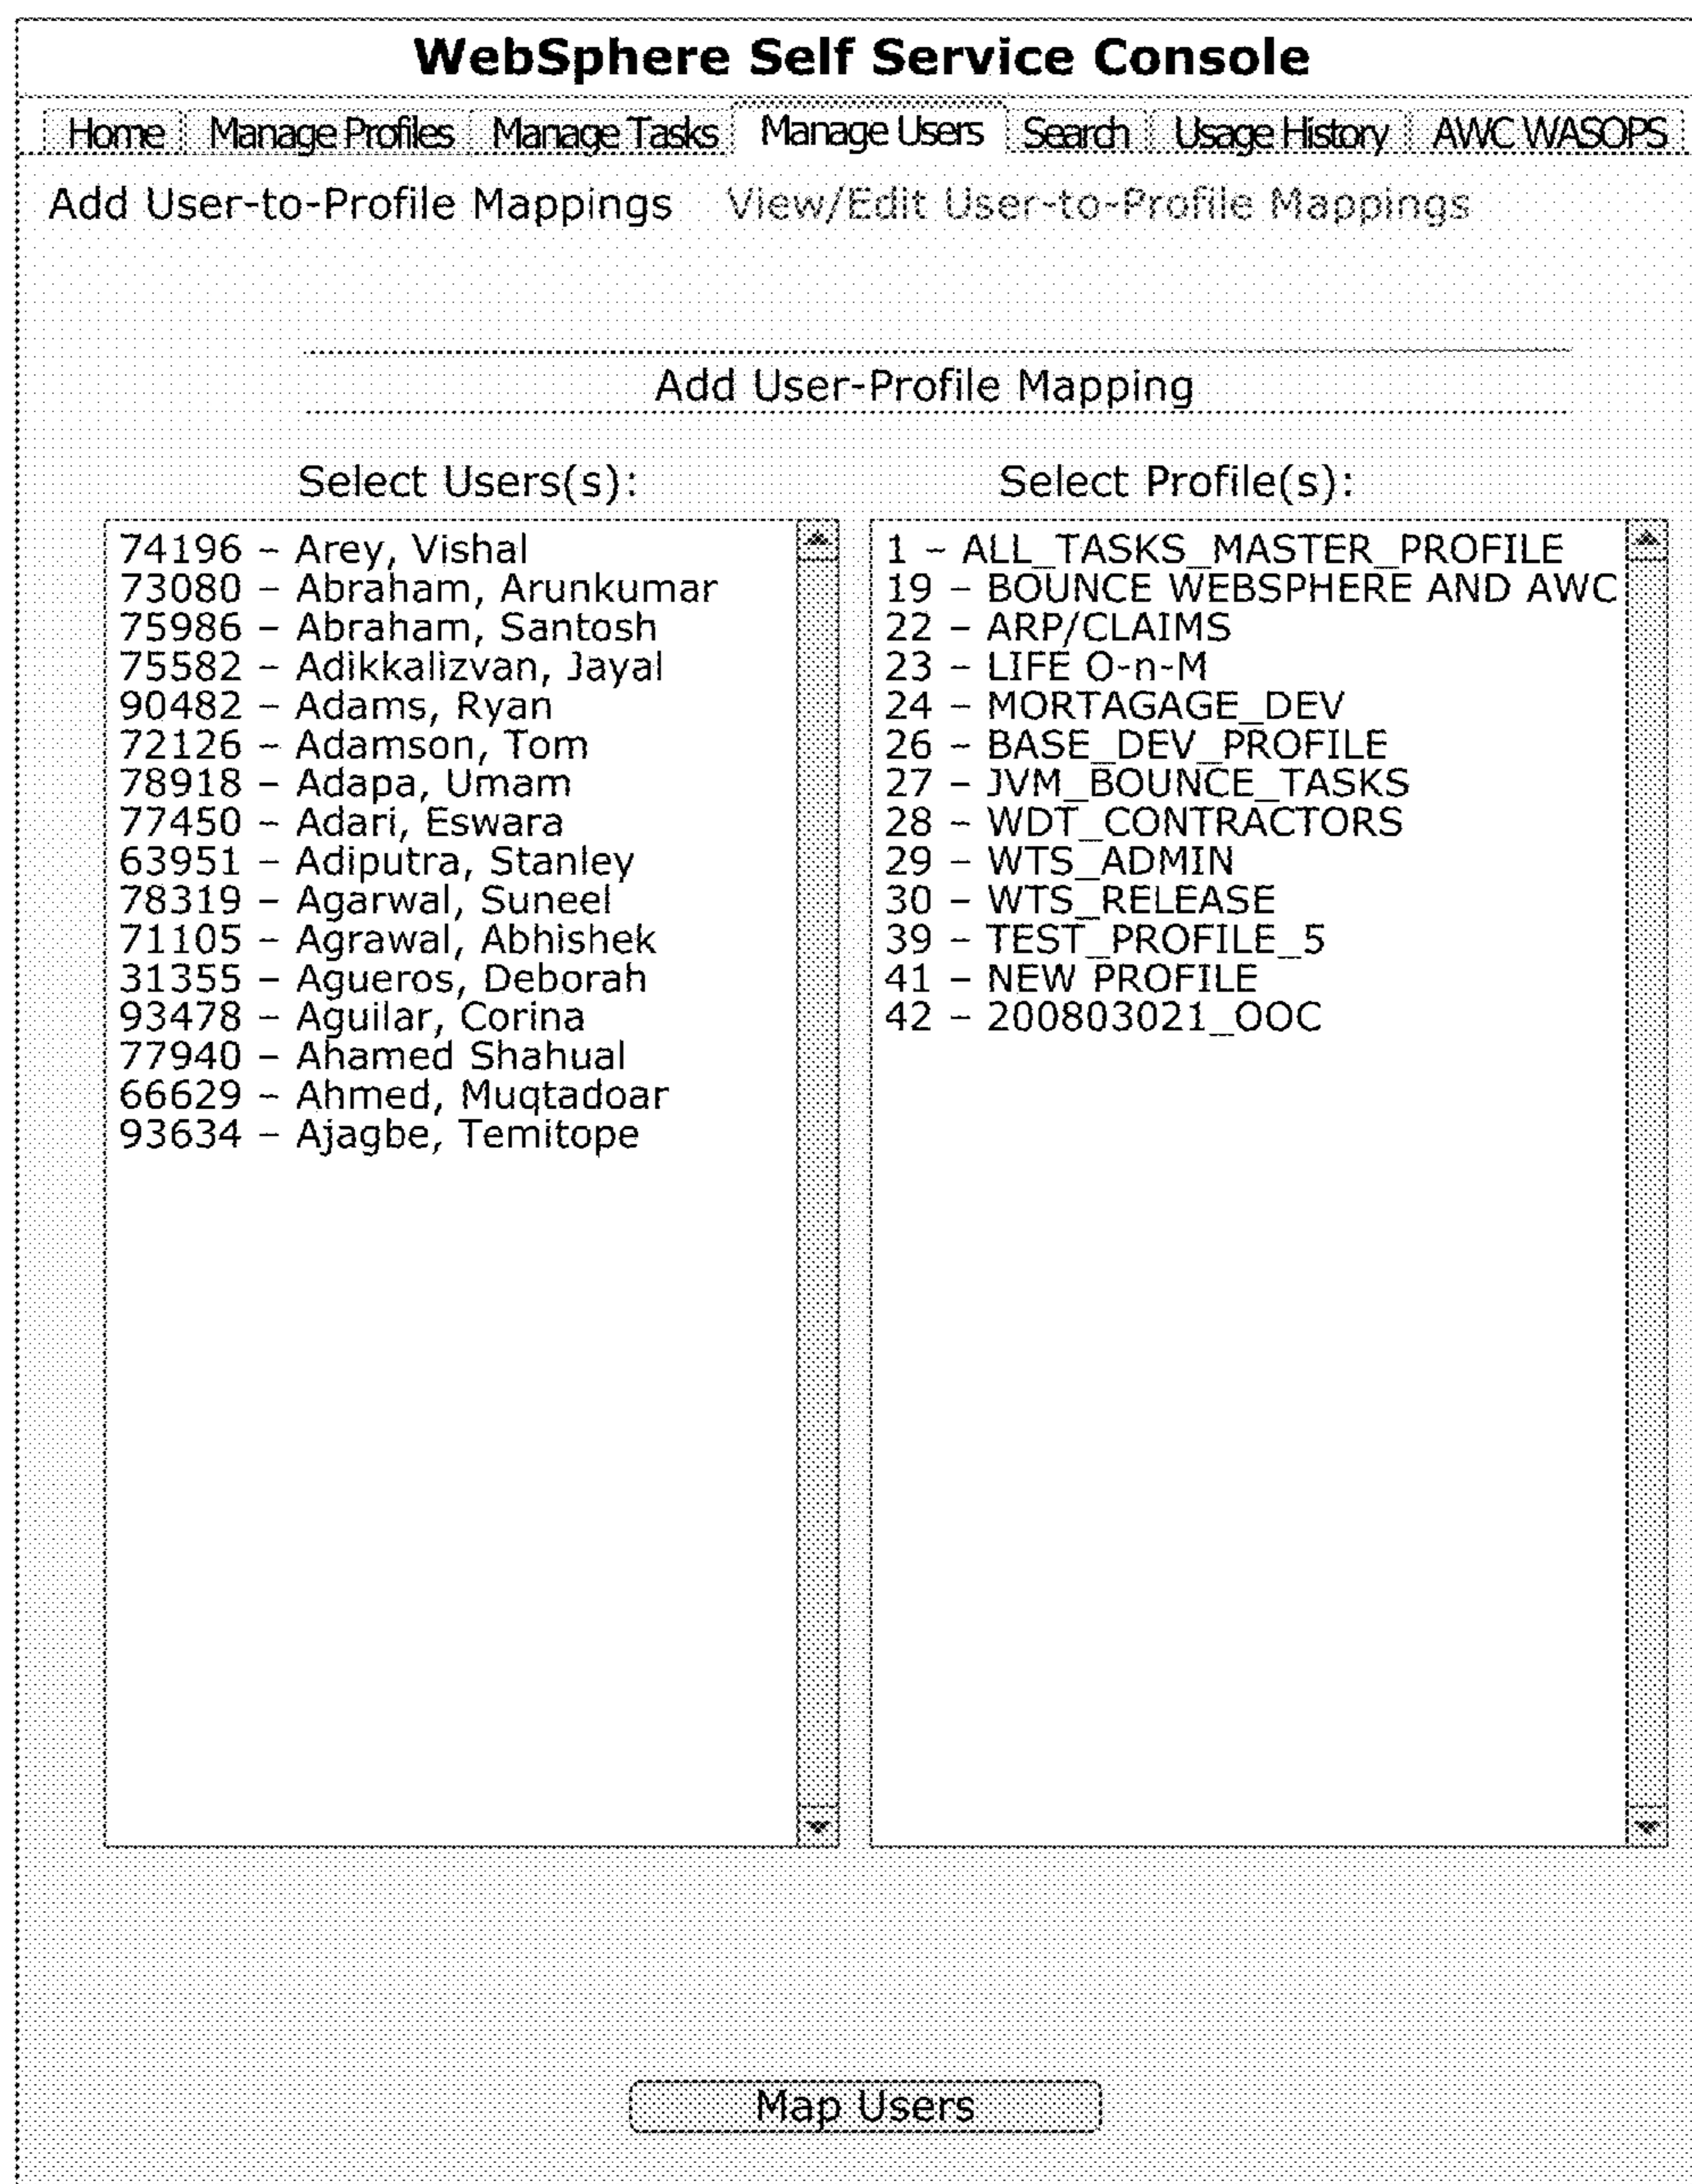 WebSphere Self Service Console
Home Manage Profiles Manage Tasks Manage Users Search Usage History AWC WASOPS
Add User-to-Profile Mappings View/Edit User-to-Profile Mappings
Add User-Profile Mapping
Select Users(s):
74196 – Arey, Vishal
73080 – Abraham, Arunkumar
75986 – Abraham, Santosh
75582 – Adikkalizvan, Jayal
90482 – Adams, Ryan
72126 – Adamson, Tom
78918 – Adapa, Umam
77450 – Adari, Eswara
63951 – Adiputra, Stanley
78319 – Agarwal, Suneel
71105 – Agrawal, Abhishek
31355 – Agueros, Deborah
93478 – Aguilar, Corina
77940 – Ahamed Shahual
66629 – Ahmed, Muqtadoar
93634 – Ajagbe, Temitope
Select Profile(s):
1 – ALL_TASKS_MASTER_PROFILE
19 – BOUNCE WEBSPHERE AND AWC
22 – ARP/CLAIMS
23 – LIFE O-n-M
24 – MORTAGAGE_DEV
26 – BASE_DEV_PROFILE
27 – JVM_BOUNCE_TASKS
28 – WDT_CONTRACTORS
29 – WTS_ADMIN
30 – WTS_RELEASE
39 – TEST_PROFILE_5
41 – NEW PROFILE
42 – 200803021_OOC
Map Users